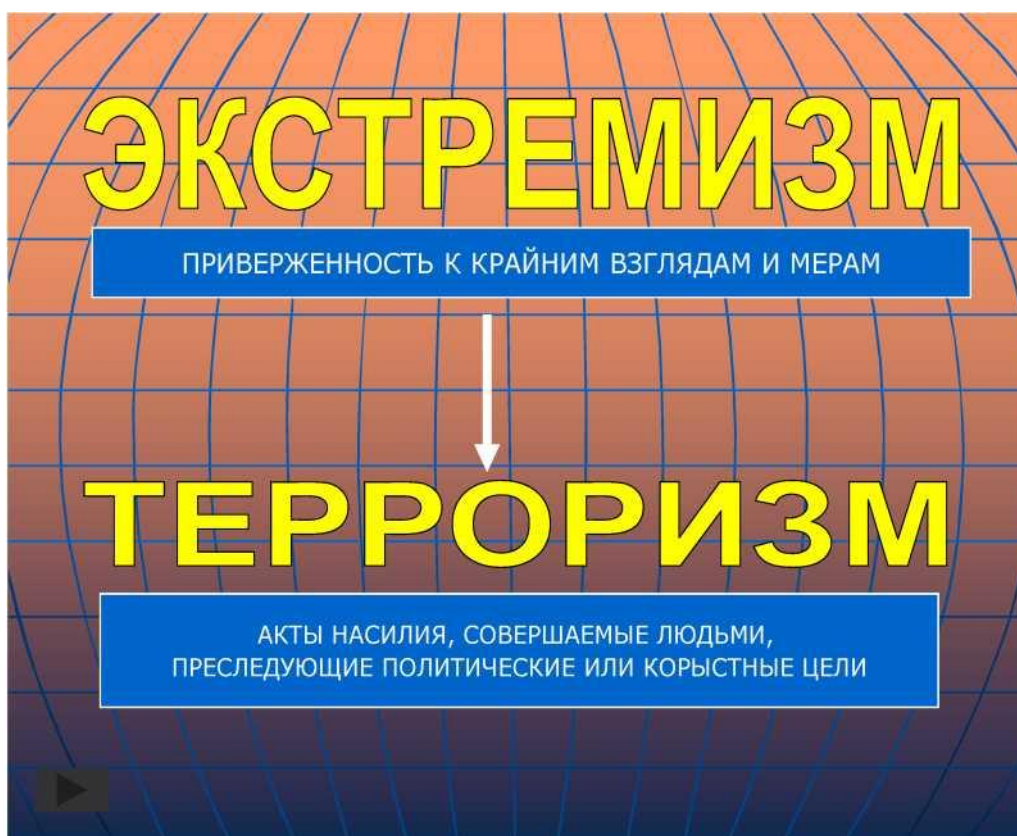 ЭКСТРЕМИЗМ
ПРИВЕРЖЕННОСТЬ К КРАЙНИМ ВЗГЛЯДАМ И МЕРАМ
ТЕРРОРИЗМ
АКТЫ НАСИЛИЯ, СОВЕРШАЕМЫЕ ЛЮДЬМИ,
ПРЕСЛЕДУЮЩИЕ ПОЛИТИЧЕСКИЕ ИЛИ КОРЫСТНЫЕ ЦЕЛИ